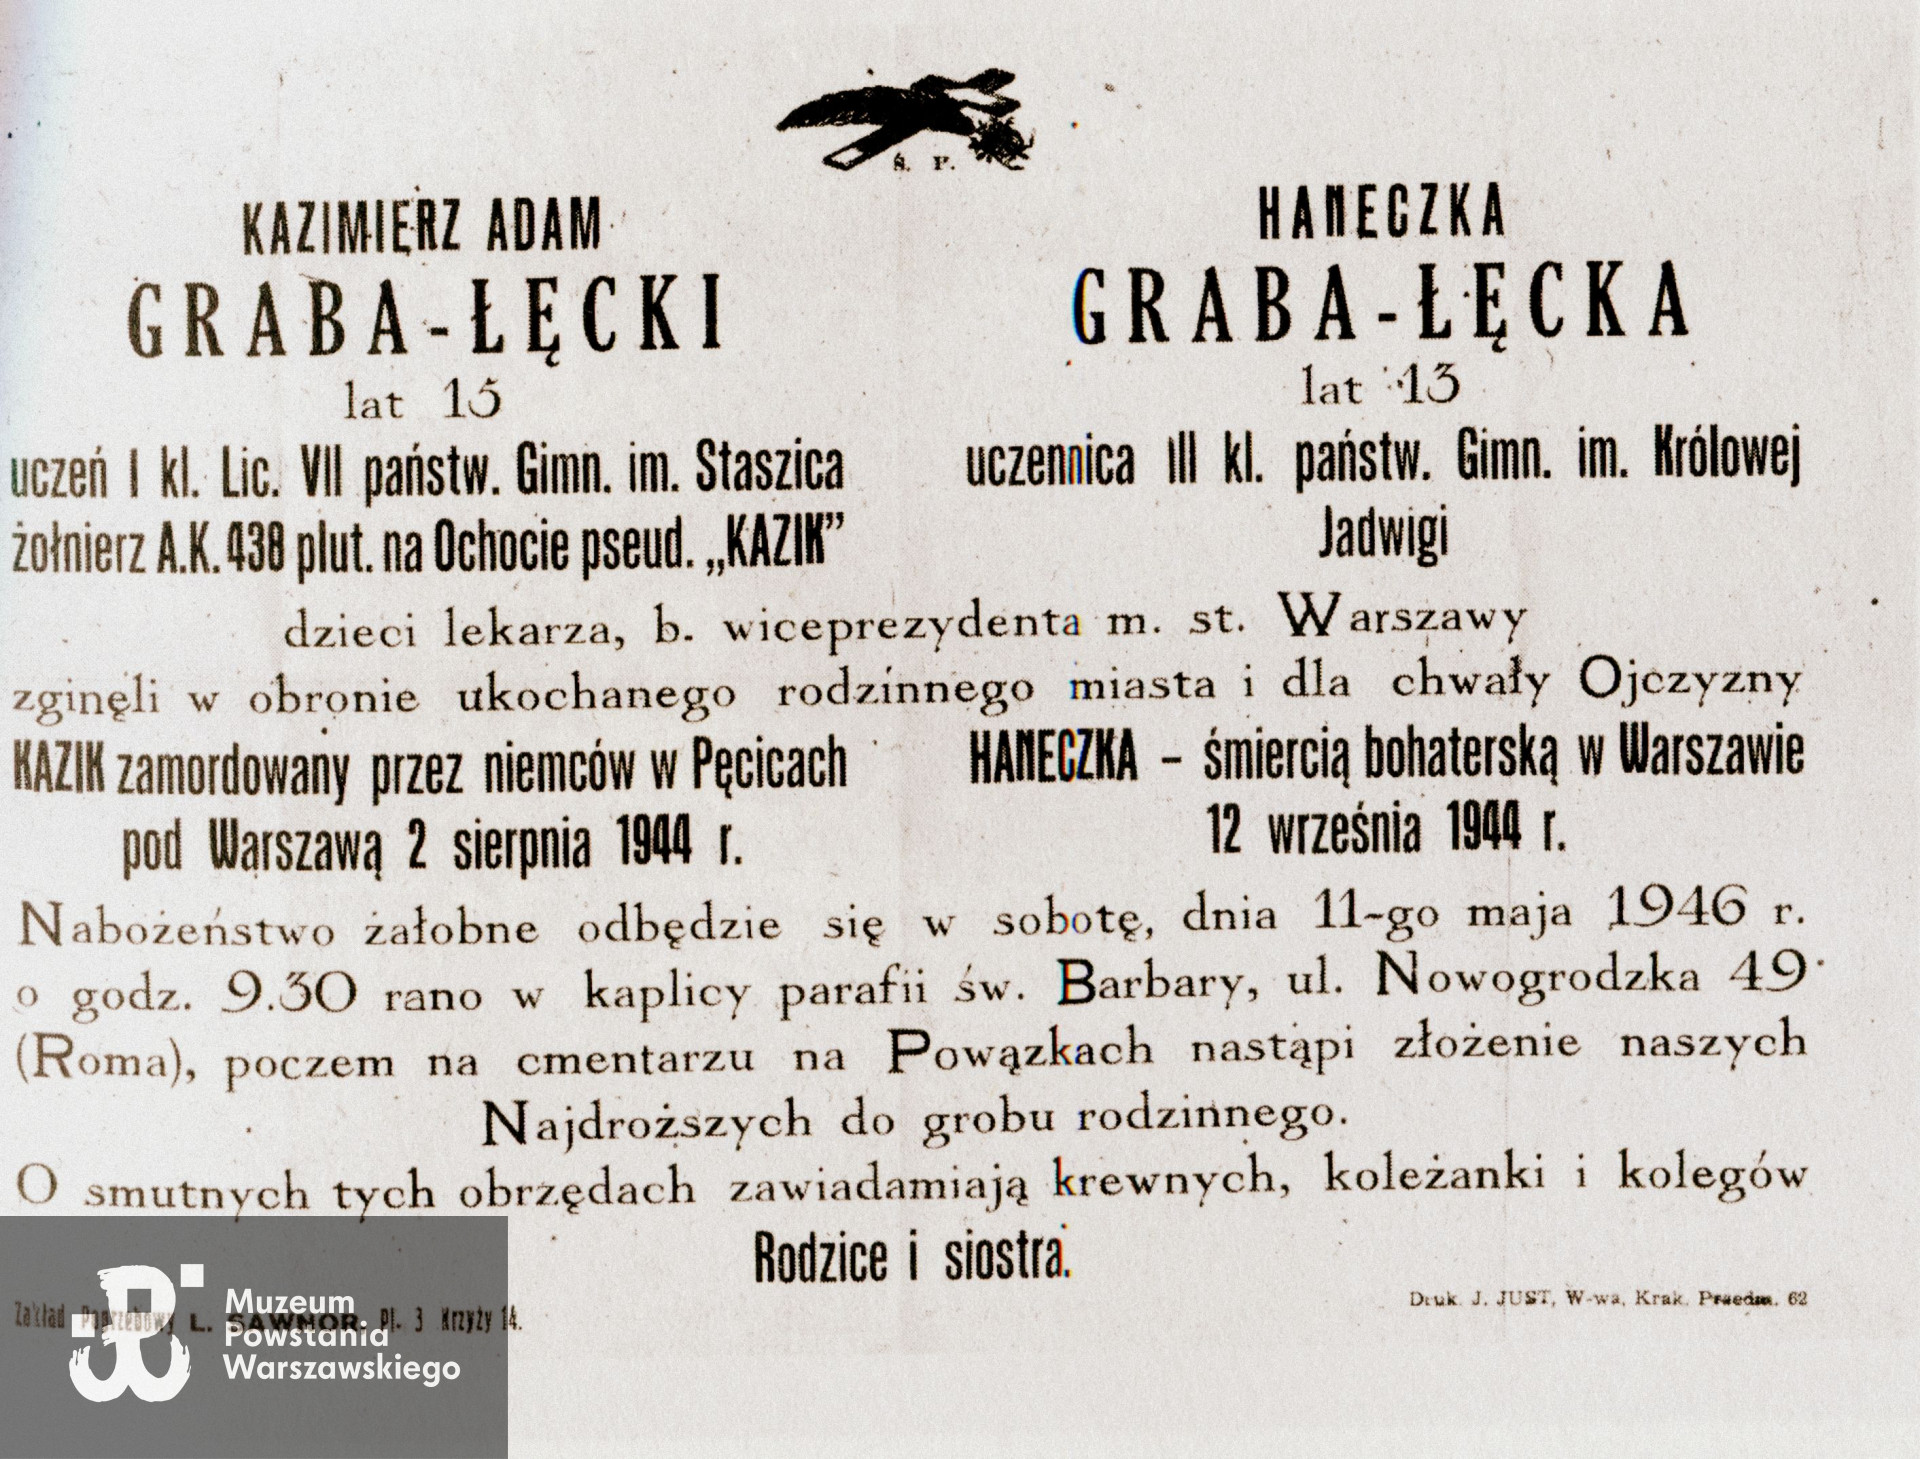 Ś. P.
KAZIMIERZ ADAM
GRABA-ŁĘCKI
lat 15
uczeń I kl. Lic. VII państw. Gimn. im. Staszica
żołnierz A.K. 438 plut. na Ochocie pseud. „KAZIK”
HANECZKA
GRABA-ŁĘCKA
lat 13
uczennica III kl. państw. Gimn. im. Królowej
Jadwigi
dzieci lekarza, b. wiceprezydenta m. st. Warszawy
zginęli w obronie ukochanego rodzinnego miasta i dla chwały Ojczyzny
KAZIK zamordowany przez niemców w Pęcicach
pod Warszawą 2 sierpnia 1944 r.
HANECZKA – śmiercią bohaterską w Warszawie
12 września 1944 r.
Nabożeństwo żałobne odbędzie się w sobotę, dnia 11-go maja 1946 r.
o godz. 9.30 rano w kaplicy parafii św. Barbary, ul. Nowogrodzka 49
(Roma), poczem na cmentarzu na Powązkach nastąpi złożenie naszych
Najdroższych do grobu rodzinnego.
O smutnych tych obrzędach zawiadamiają krewnych, koleżanki i kolegów
Rodzice i siostra.
Zakład Pogrzebowy L. SAWNOR, Pl. 3 Krzyży 14.
Druk. J. JUST, W-wa, Krak. Przedm. 62
Muzeum
Powstania
Warszawskiego